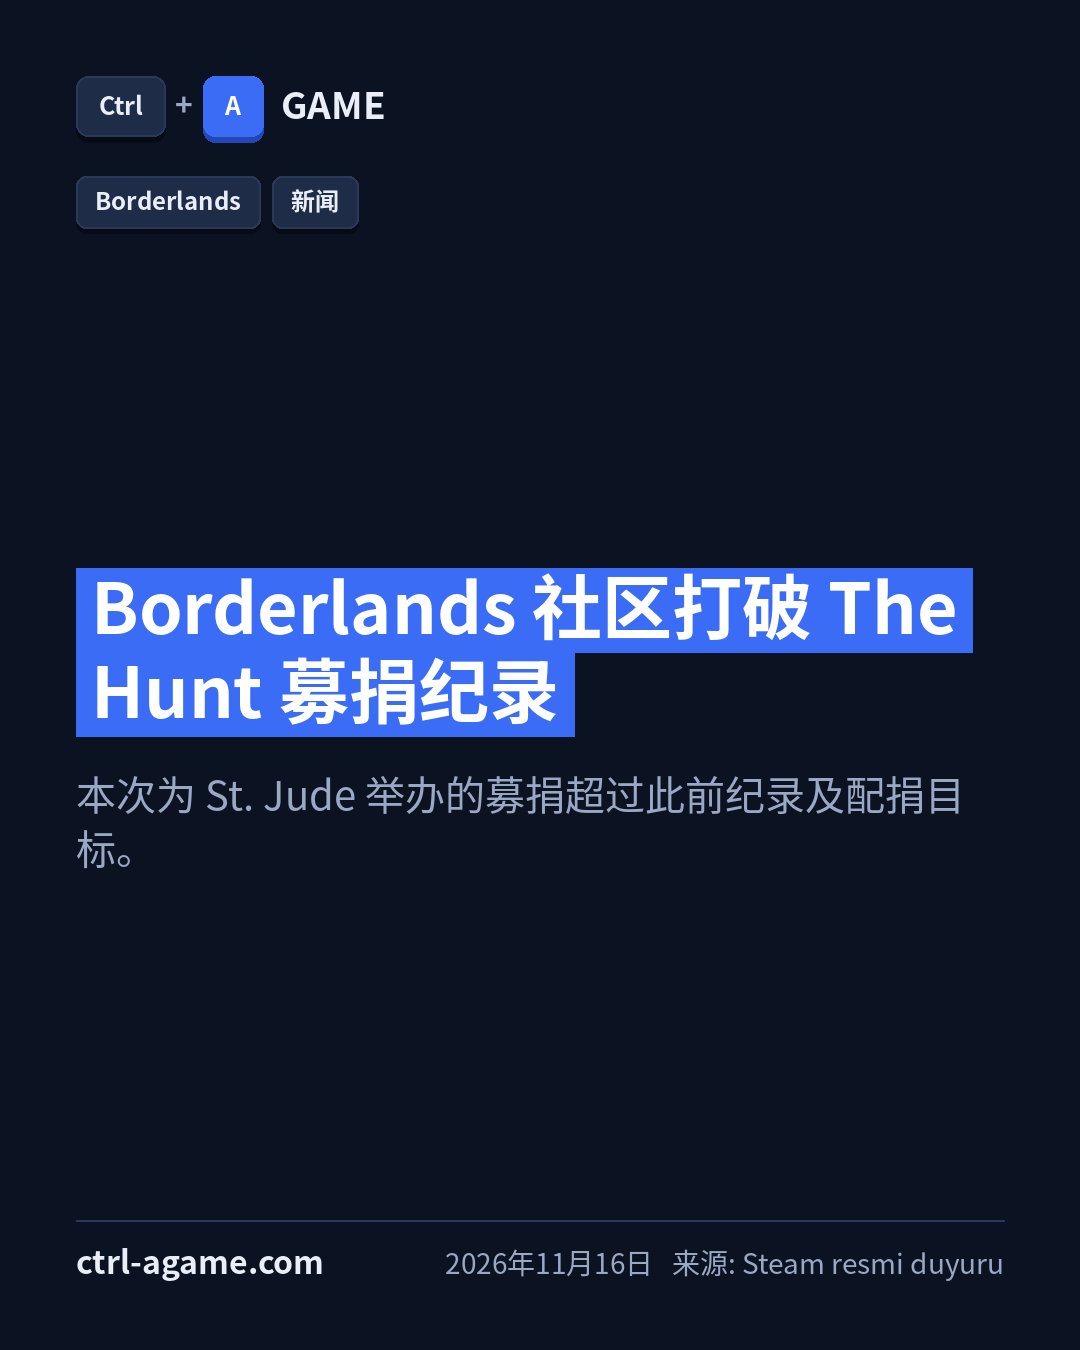 Ctrl + A GAME
Borderlands 新闻
Borderlands 社区打破 The
Hunt 募捐纪录
本次为 St. Jude 举办的募捐超过此前纪录及配捐目
标。
ctrl-agame.com 2026年11月16日 来源: Steam resmi duyuru